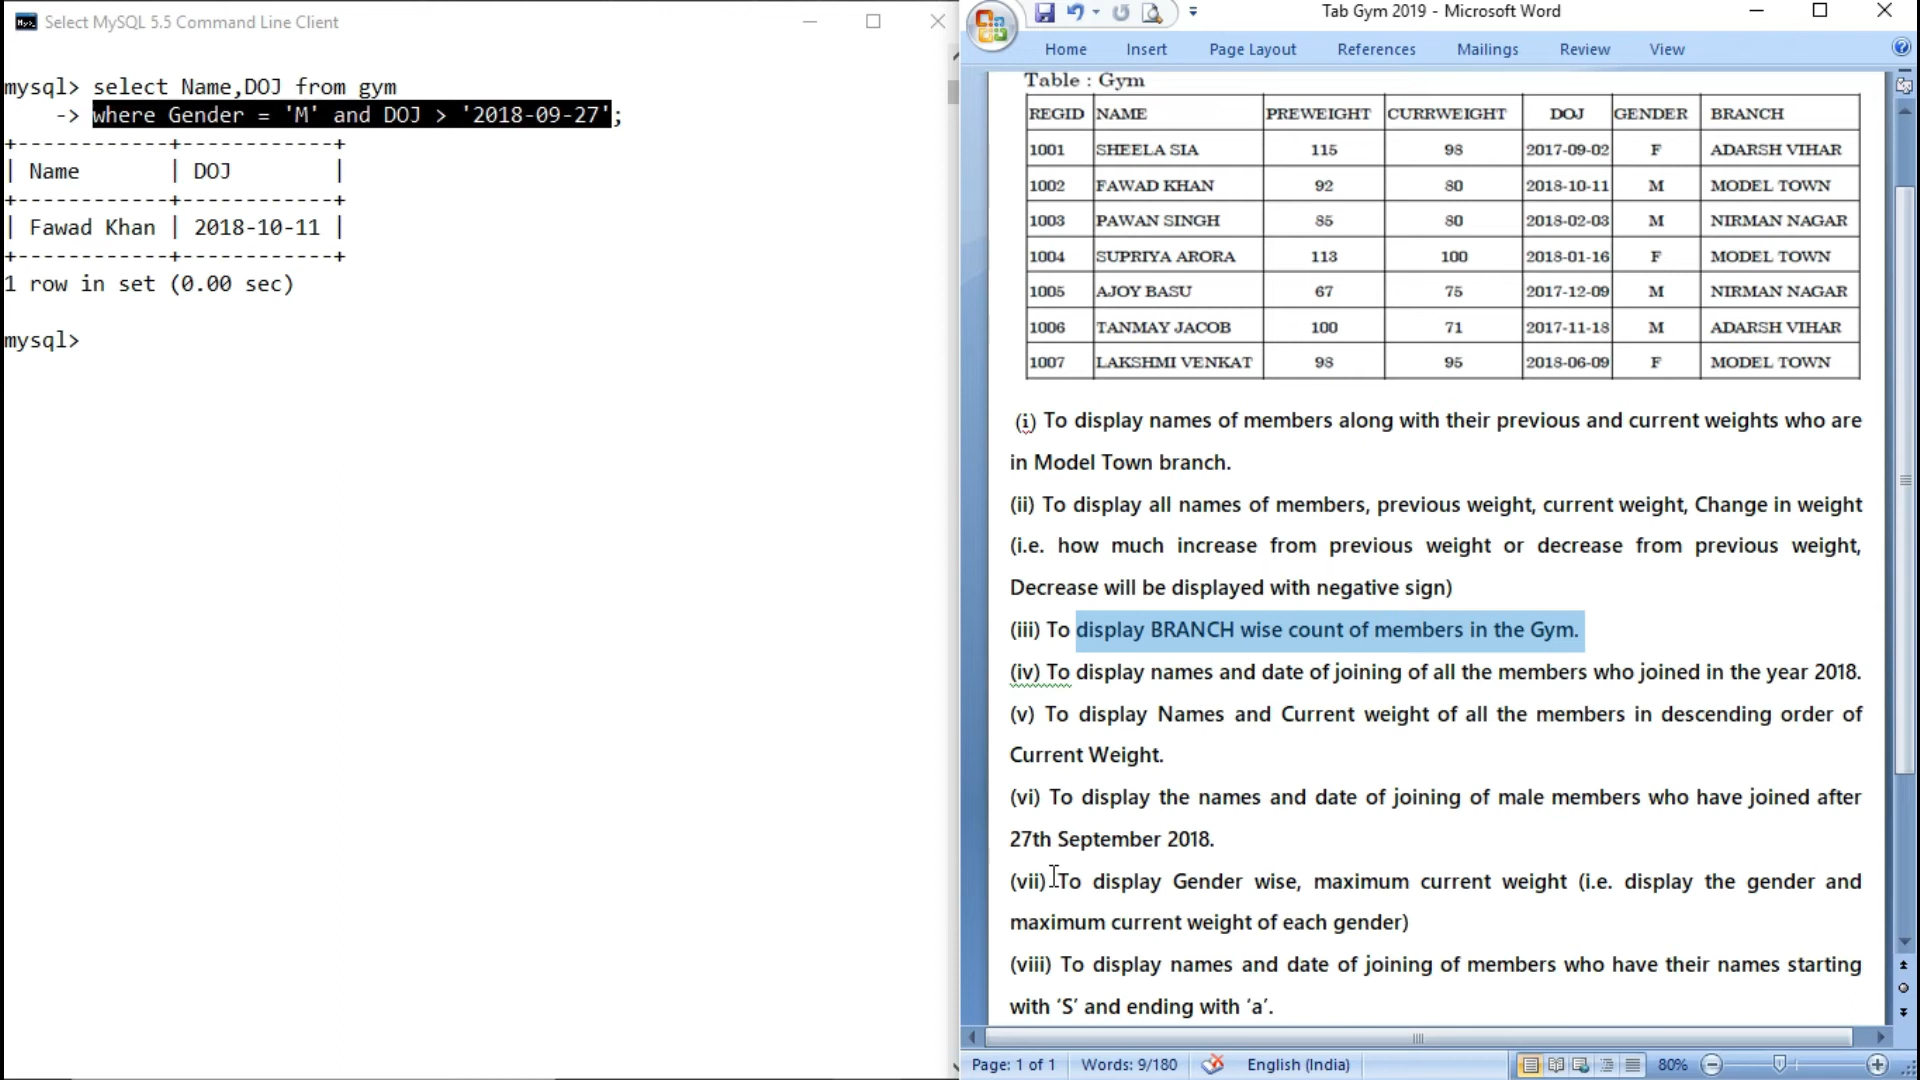 Select MySQL 5.5 Command Line Client
mysql> select Name,DOJ from gym
-> where Gender = 'M' and DOJ > '2018-09-27';
+------------+------------+
| Name | DOJ |
+------------+------------+
| Fawad Khan | 2018-10-11 |
+------------+------------+
1 row in set (0.00 sec)
mysql>
Tab Gym 2019 - Microsoft Word
Home Insert Page Layout References Mailings Review View
Table : Gym
REGID NAME PREWEIGHT CURRWEIGHT DOJ GENDER BRANCH
1001 SHEELA SIA 115 98 2017-09-02 F ADARSH VIHAR
1002 FAWAD KHAN 92 80 2018-10-11 M MODEL TOWN
1003 PAWAN SINGH 85 80 2018-02-03 M NIRMAN NAGAR
1004 SUPRIYA ARORA 113 100 2018-01-16 F MODEL TOWN
1005 AJOY BASU 67 75 2017-12-09 M NIRMAN NAGAR
1006 TANMAY JACOB 100 71 2017-11-18 M ADARSH VIHAR
1007 LAKSHMI VENKAT 98 95 2018-06-09 F MODEL TOWN
(i) To display names of members along with their previous and current weights who are
in Model Town branch.
(ii) To display all names of members, previous weight, current weight, Change in weight
(i.e. how much increase from previous weight or decrease from previous weight,
Decrease will be displayed with negative sign)
(iii) To display BRANCH wise count of members in the Gym.
(iv) To display names and date of joining of all the members who joined in the year 2018.
(v) To display Names and Current weight of all the members in descending order of
Current Weight.
(vi) To display the names and date of joining of male members who have joined after
27th September 2018.
(vii) To display Gender wise, maximum current weight (i.e. display the gender and
maximum current weight of each gender)
(viii) To display names and date of joining of members who have their names starting
with ‘S’ and ending with ‘a’.
Page: 1 of 1 Words: 9/180 English (India) 80%